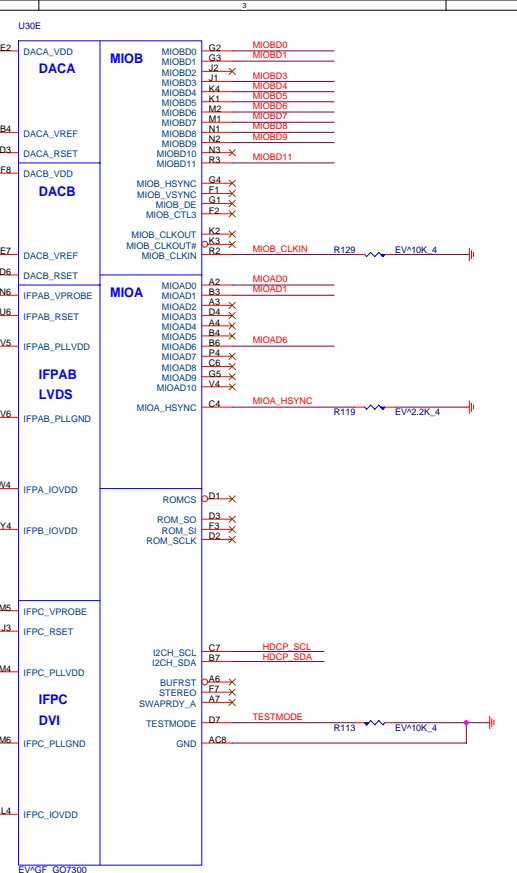 3
U30E
E2 DACA_VDD
DACA
B4 DACA_VREF
D3 DACA_RSET
F8 DACB_VDD
DACB
E7 DACB_VREF
D6 DACB_RSET
N6 IFPAB_VPROBE
U6 IFPAB_RSET
V5 IFPAB_PLLVDD
IFPAB
LVDS
V6 IFPAB_PLLGND
W4 IFPA_IOVDD
Y4 IFPB_IOVDD
M5 IFPC_VPROBE
J3 IFPC_RSET
M4 IFPC_PLLVDD
IFPC
DVI
M6 IFPC_PLLGND
L4 IFPC_IOVDD
MIOB
MIOBD0 G2 MIOBD0
MIOBD1 G3 MIOBD1
MIOBD2 J2
MIOBD3 J1 MIOBD3
MIOBD4 K4 MIOBD4
MIOBD5 K1 MIOBD5
MIOBD6 M2 MIOBD6
MIOBD7 M1 MIOBD7
MIOBD8 N1 MIOBD8
MIOBD9 N2 MIOBD9
MIOBD10 N3
MIOBD11 R3 MIOBD11
MIOB_HSYNC G4
MIOB_VSYNC F1
MIOB_DE G1
MIOB_CTL3 F2
MIOB_CLKOUT K2
MIOB_CLKOUT# K3
MIOB_CLKIN R2 MIOB_CLKIN R129 EV^10K_4
MIOA
MIOAD0 A2 MIOAD0
MIOAD1 B3 MIOAD1
MIOAD2 A3
MIOAD3 D4
MIOAD4 A4
MIOAD5 B4
MIOAD6 B6 MIOAD6
MIOAD7 P4
MIOAD8 C6
MIOAD9 G5
MIOAD10 V4
MIOA_HSYNC C4 MIOA_HSYNC R119 EV^2.2K_4
ROMCS D1
ROM_SO D3
ROM_SI F3
ROM_SCLK D2
I2CH_SCL C7 HDCP_SCL
I2CH_SDA B7 HDCP_SDA
BUFRST A6
STEREO F7
SWAPRDY_A A7
TESTMODE D7 TESTMODE R113 EV^10K_4
GND AC8
EV^GF_GO7300